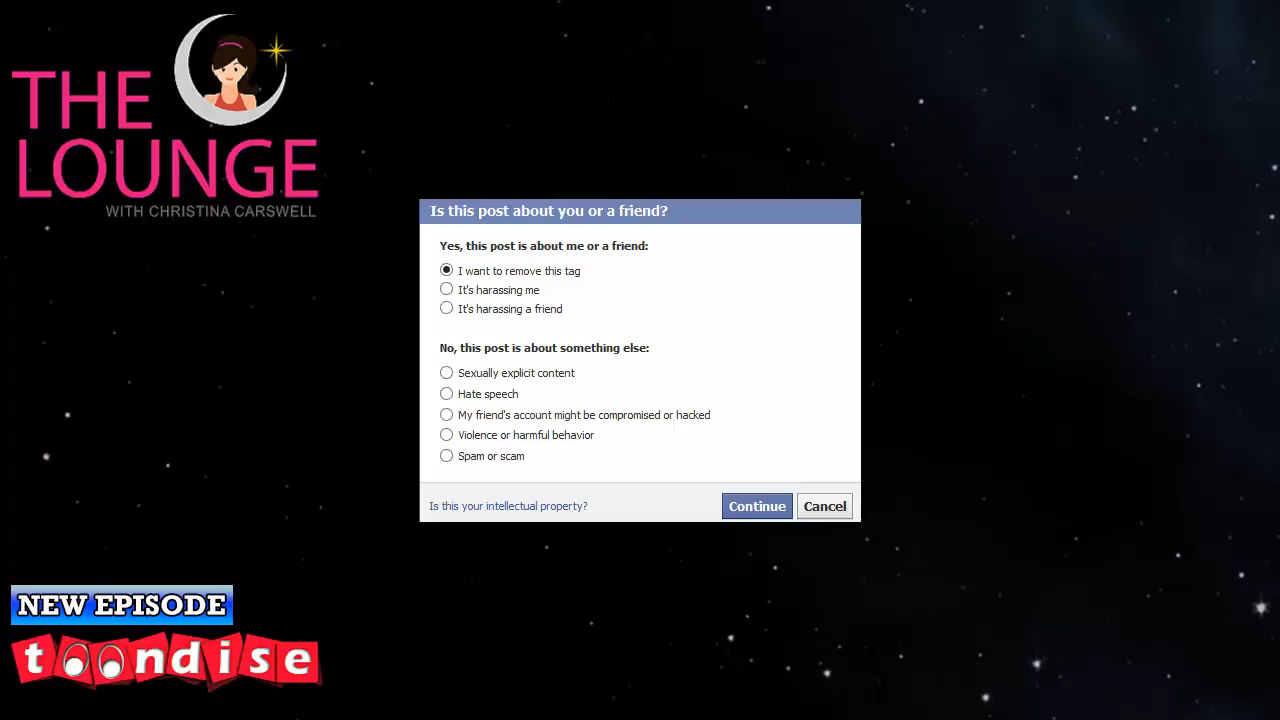 THE
LOUNGE
WITH CHRISTINA CARSWELL
Is this post about you or a friend?
Yes, this post is about me or a friend:
I want to remove this tag
It's harassing me
It's harassing a friend
No, this post is about something else:
Sexually explicit content
Hate speech
My friend's account might be compromised or hacked
Violence or harmful behavior
Spam or scam
Is this your intellectual property?
Continue
Cancel
NEW EPISODE
toondise